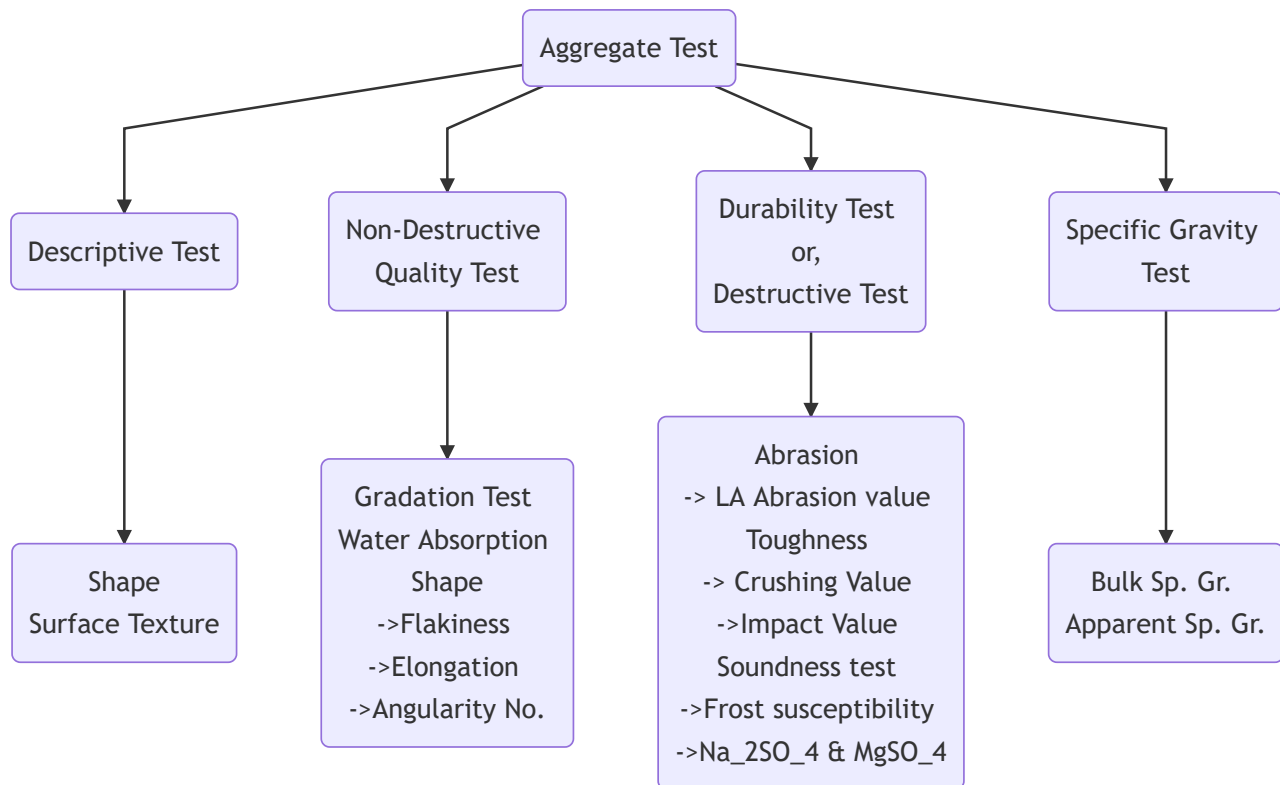 Aggregate Test
Descriptive Test
Non-Destructive
Quality Test
Durability Test
or,
Destructive Test
Specific Gravity
Test
Shape
Surface Texture
Gradation Test
Water Absorption
Shape
->Flakiness
->Elongation
->Angularity No.
Abrasion
-> LA Abrasion value
Toughness
-> Crushing Value
->Impact Value
Soundness test
->Frost susceptibility
->Na_2SO_4 & MgSO_4
Bulk Sp. Gr.
Apparent Sp. Gr.